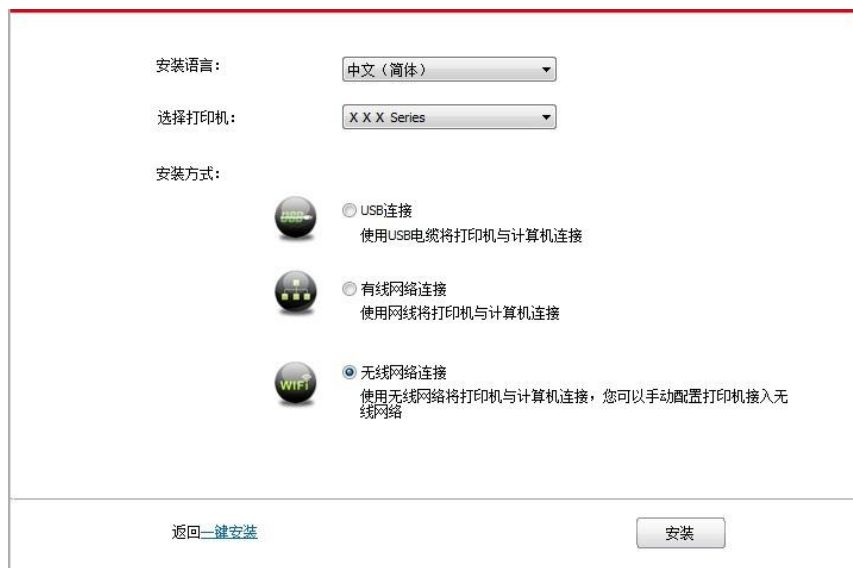 安装语言：
中文（简体）
选择打印机：
X X X Series
安装方式：
USB
USB连接
使用USB电缆将打印机与计算机连接
有线网络连接
使用网线将打印机与计算机连接
WiFi
无线网络连接
使用无线网络将打印机与计算机连接，您可以手动配置打印机接入无
线网络
返回一键安装
安装